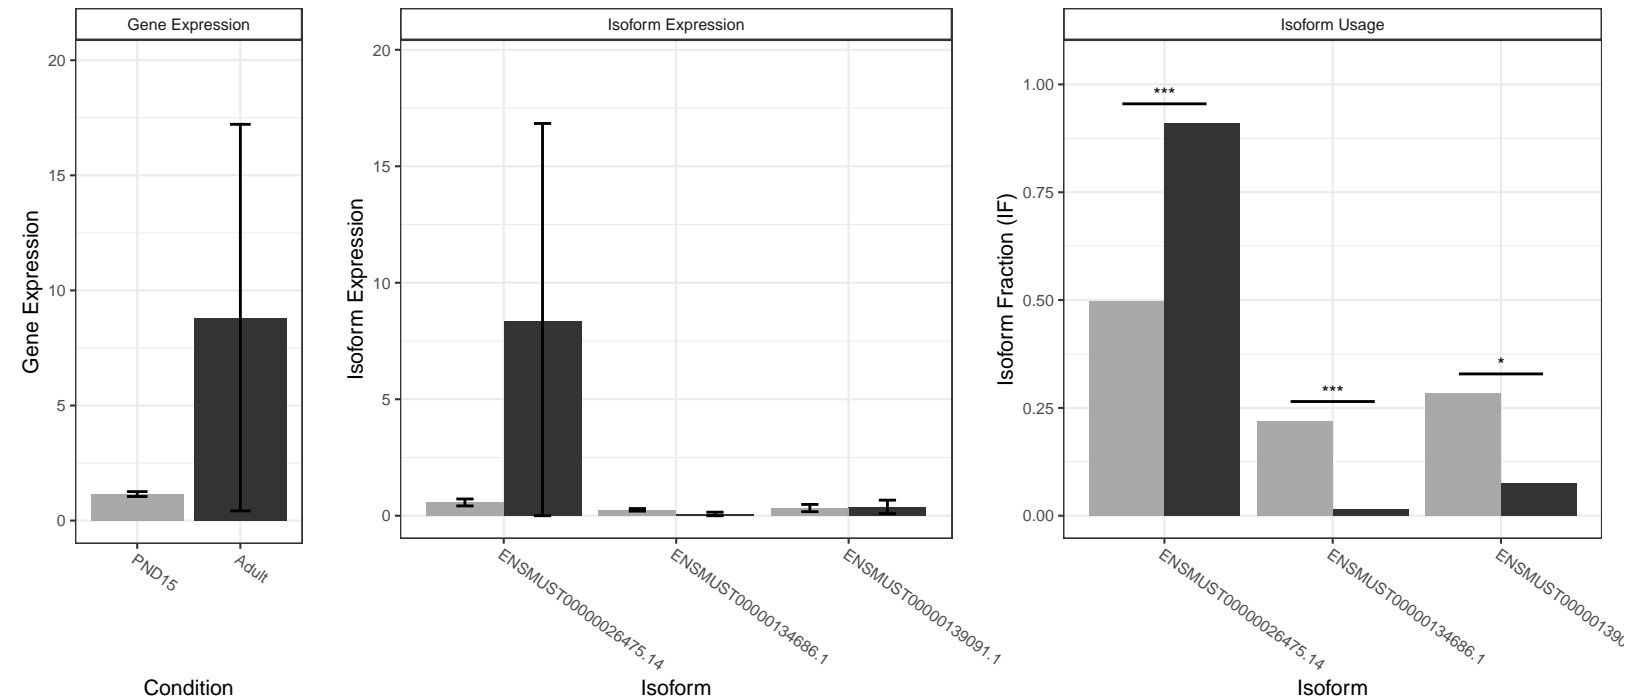 Gene Expression
Isoform Expression
Isoform Usage
Gene Expression
20
15
10
5
0
PND15
Adult
Condition
Isoform Expression
20
15
10
5
0
ENSMUST00000026475.14
ENSMUST00000134686.1
ENSMUST00000139091.1
Isoform
Isoform Fraction (IF)
1.00
0.75
0.50
0.25
0.00
***
***
*
ENSMUST00000026475.14
ENSMUST00000134686.1
ENSMUST00000139
Isoform